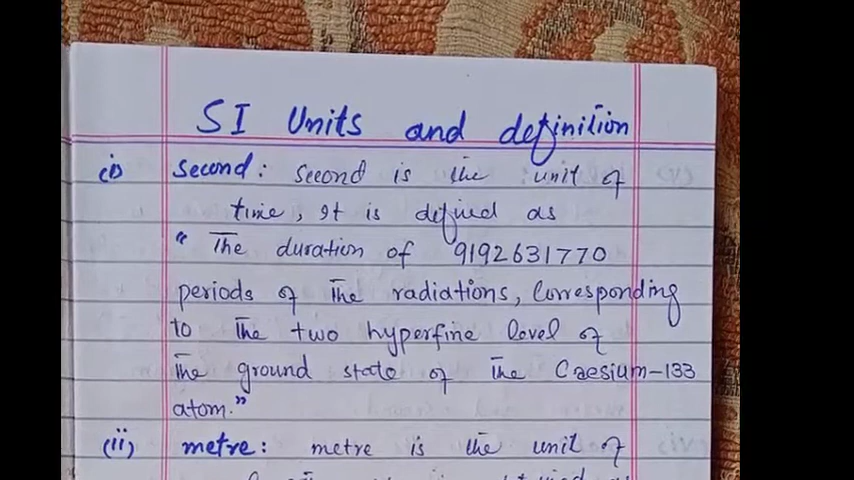 SI Units and definition
(i) Second: Second is the unit of
time, It is defined as
“ The duration of 9192631770
periods of the radiations, Corresponding
to the two hyperfine level of
the ground state of the Caesium-133
atom.”
(ii) metre: metre is the unit of